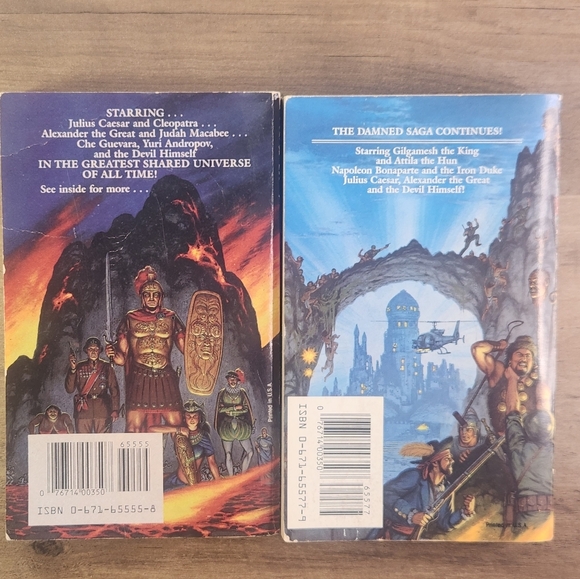 STARRING . . .
Julius Caesar and Cleopatra . . .
Alexander the Great and Judah Macabee . . .
Che Guevara, Yuri Andropov,
and the Devil Himself
IN THE GREATEST SHARED UNIVERSE
OF ALL TIME!
See inside for more . . .
Printed in U.S.A.
65555
0 76714 00350
ISBN 0-671-65555-8
THE DAMNED SAGA CONTINUES!
Starring Gilgamesh the King
and Attila the Hun
Napoleon Bonaparte and the Iron Duke
Julius Caesar, Alexander the Great
and the Devil Himself!
ISBN 0-671-65577-9
0 76714 00350
65577
Printed in U.S.A.